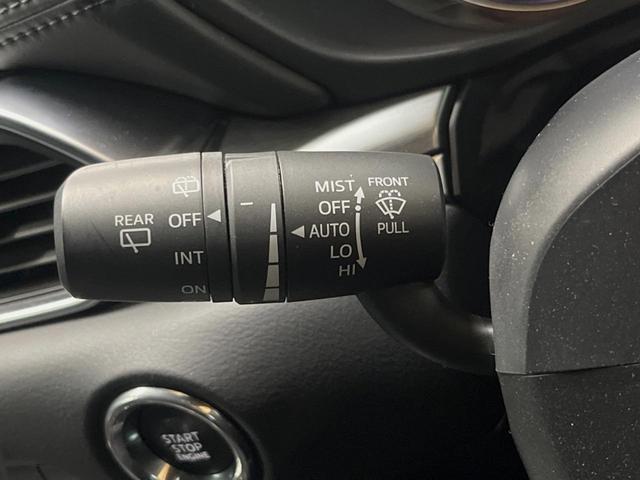 REAR
OFF
INT
ON
MIST
OFF
AUTO
LO
HI
FRONT
PULL
START
STOP
ENGINE